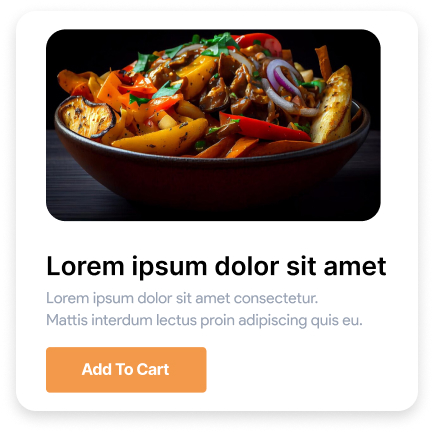 Lorem ipsum dolor sit amet
Lorem ipsum dolor sit amet consectetur.
Mattis interdum lectus proin adipiscing quis eu.
Add To Cart